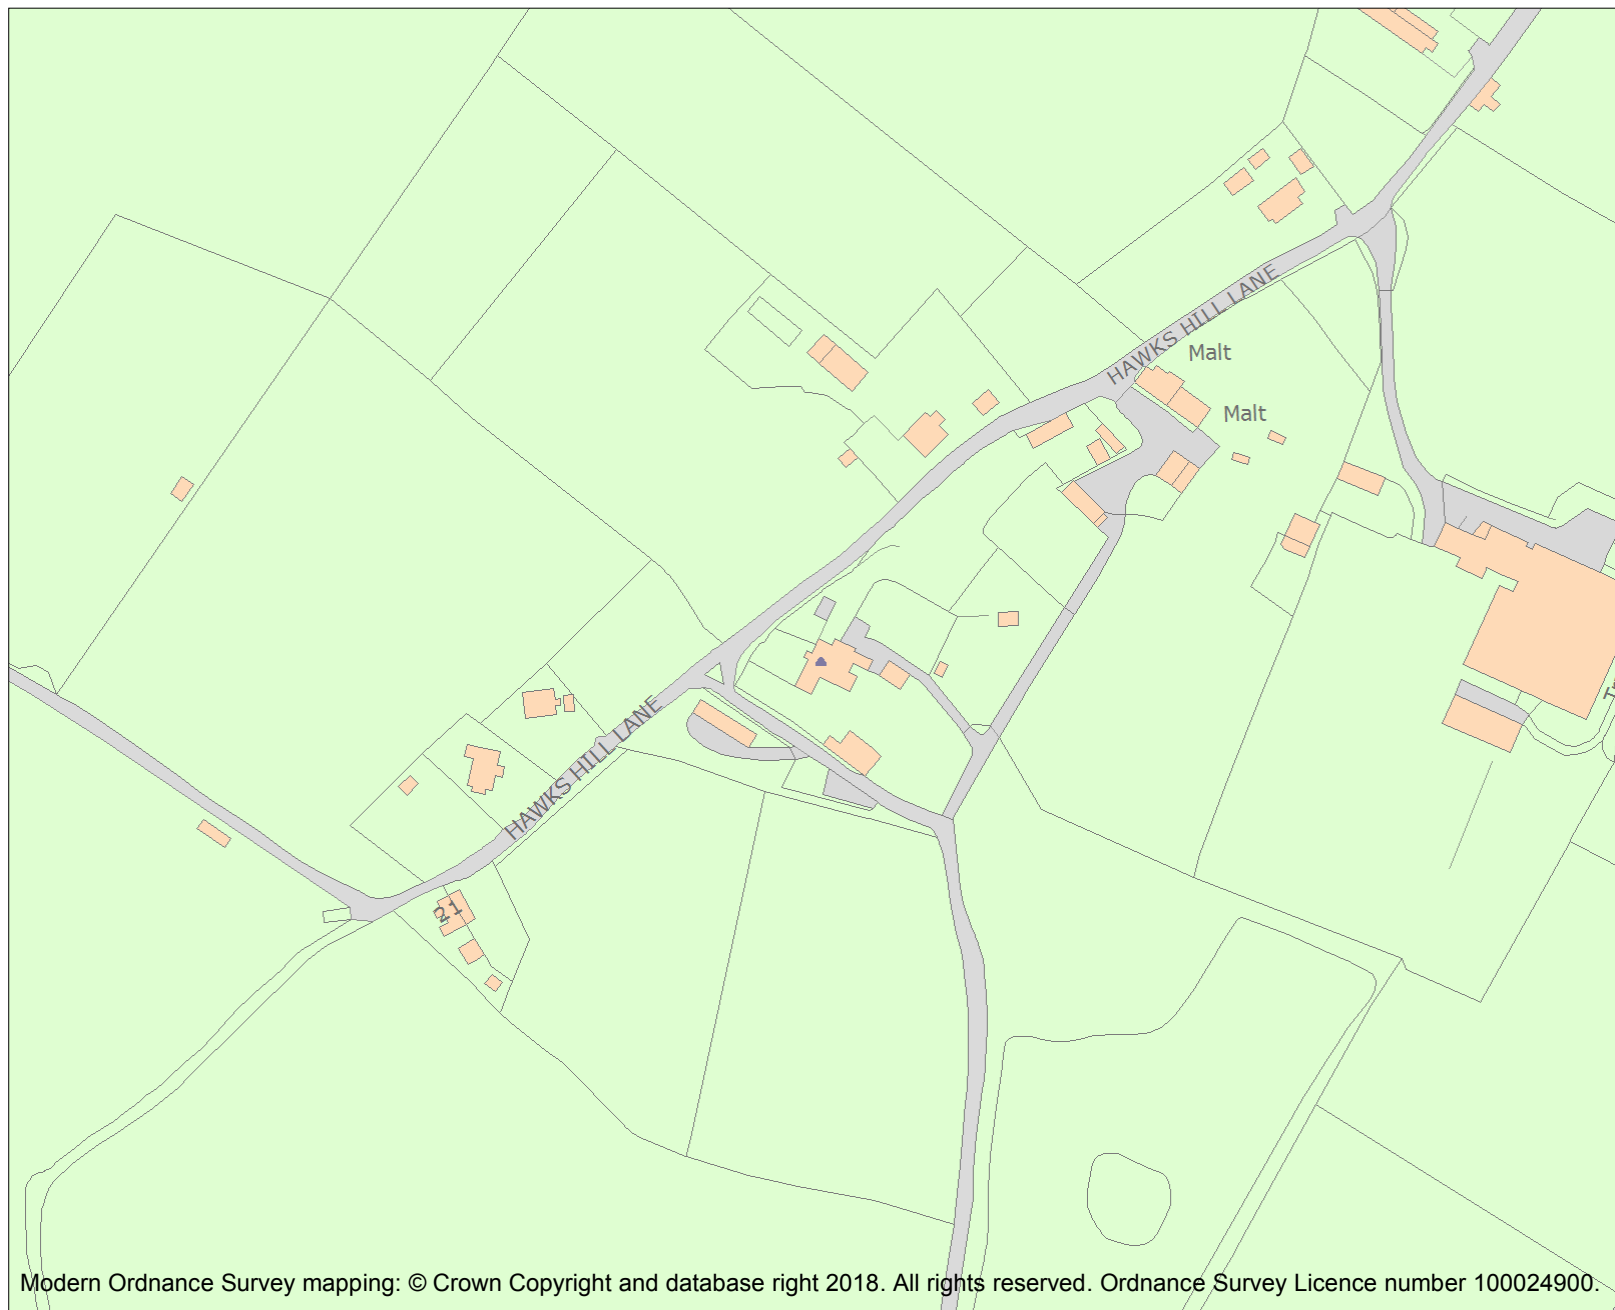 HAWKS HILL LANE
Malt
Malt
HAWKS HILL LANE
21
Modern Ordnance Survey mapping: © Crown Copyright and database right 2018. All rights reserved. Ordnance Survey Licence number 100024900.